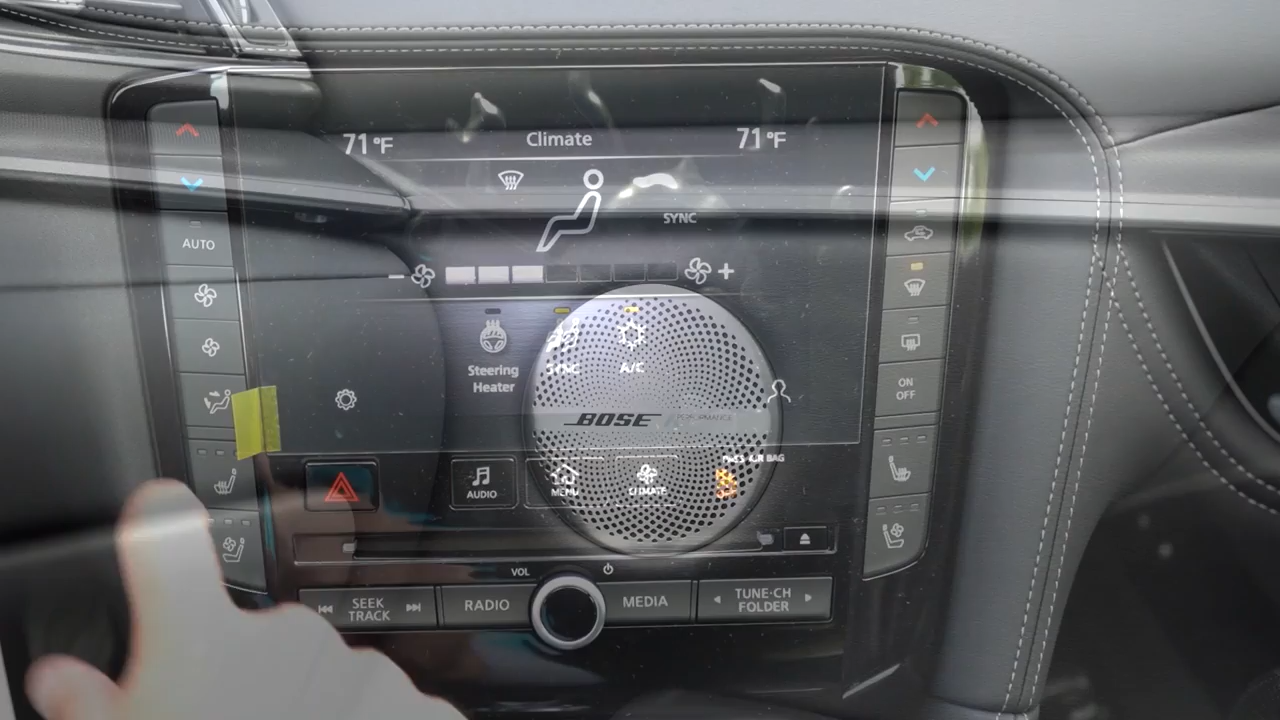 71°F Climate 71°F
SYNC
AUTO
- +
Steering
Heater
SYNC
A/C
ON
OFF
BOSE PERFORMANCE
PASS AIR BAG
AUDIO
MENU
CLIMATE
VOL
SEEK
TRACK
RADIO
MEDIA
TUNE·CH
FOLDER